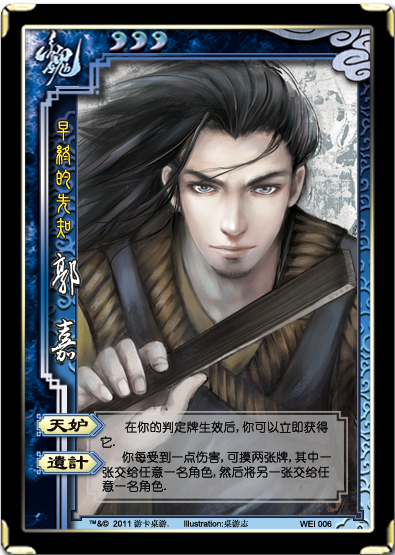 魏
早終的先知
郭嘉
天妒
在你的判定牌生效后,你可以立即获得
它.
遺計
你每受到一点伤害,可摸两张牌,其中一
张交给任意一名角色,然后将另一张交给
任意一名角色.
™&© 2011 游卡桌游. Illustration:桌游志 WEI 006